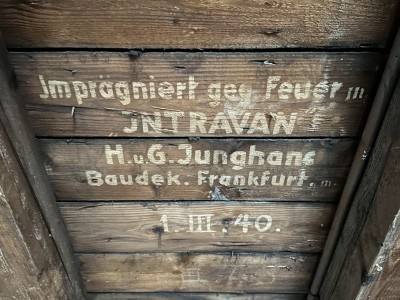 Imprägniert geg. Feuer m.
INTRAVAN
H.u.G. Junghans
Baudek. Frankfurt. m.
1. III. 40.